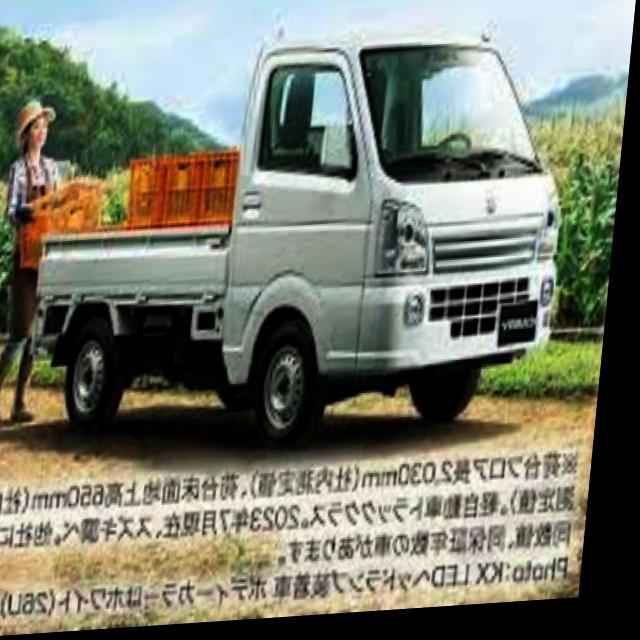 ※荷台フロア長2,030mm(社内測定値)、荷台床面地上高650mm(社
測定値)。軽自動車トラッククラス。2023年7月現在、スズキ調べ。他社に
同数値、同保証年数の車があります。
Photo:KX LEDヘッドランプ装着車 ボディーカラーはホワイト(26U)